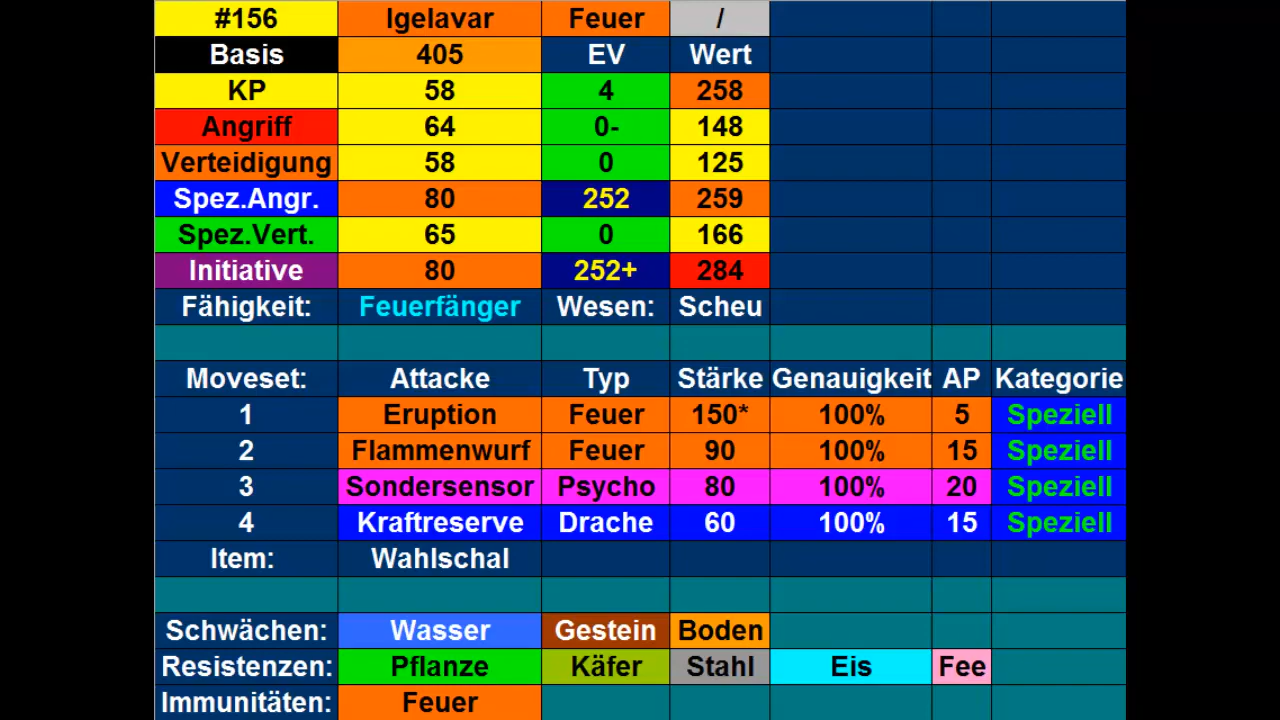 #156 Igelavar Feuer /
Basis 405 EV Wert
KP 58 4 258
Angriff 64 0- 148
Verteidigung 58 0 125
Spez.Angr. 80 252 259
Spez.Vert. 65 0 166
Initiative 80 252+ 284
Fähigkeit: Feuerfänger Wesen: Scheu
Moveset: Attacke Typ Stärke Genauigkeit AP Kategorie
1 Eruption Feuer 150* 100% 5 Speziell
2 Flammenwurf Feuer 90 100% 15 Speziell
3 Sondersensor Psycho 80 100% 20 Speziell
4 Kraftreserve Drache 60 100% 15 Speziell
Item: Wahlschal
Schwächen: Wasser Gestein Boden
Resistenzen: Pflanze Käfer Stahl Eis Fee
Immunitäten: Feuer